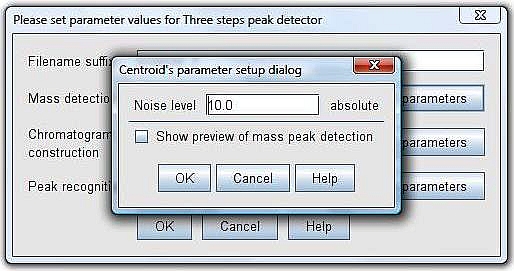 Please set parameter values for Three steps peak detector
Filename suffix
Centroid's parameter setup dialog
Mass detection
parameters
Noise level 10.0 absolute
Chromatogram
construction
parameters
Show preview of mass peak detection
Peak recogniti
parameters
OK Cancel Help
OK Cancel Help